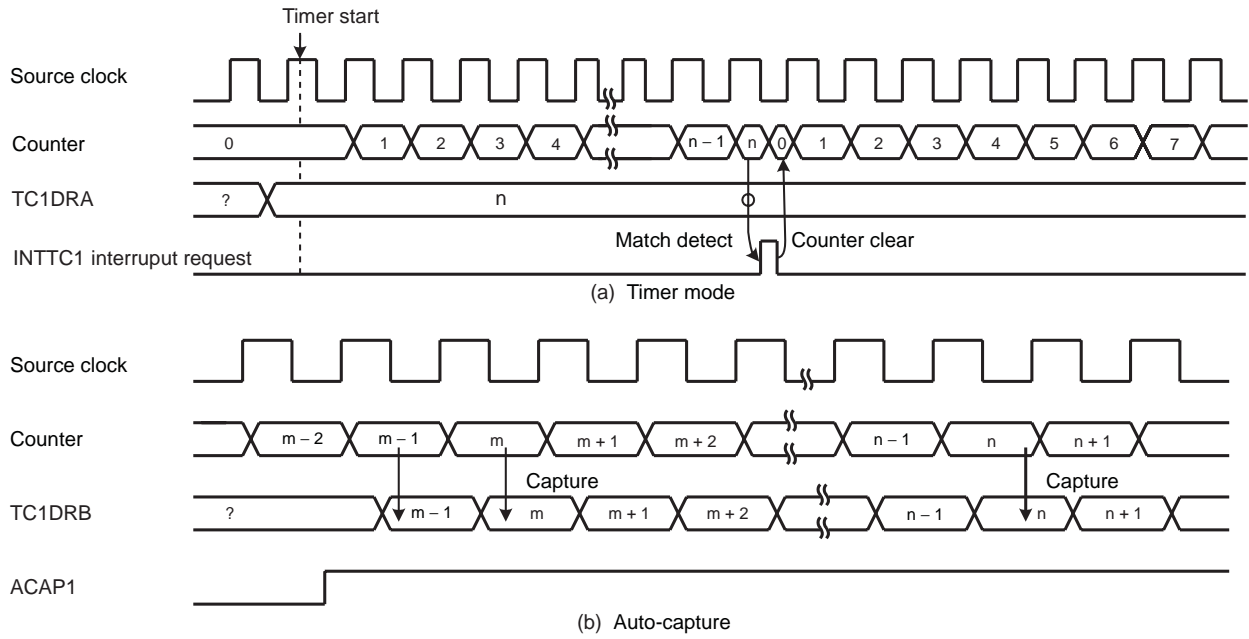 Timer start
Source clock
Counter
0 1 2 3 4 n – 1 n 0 1 2 3 4 5 6 7
TC1DRA
? n
Match detect Counter clear
INTTC1 interruput request
(a) Timer mode
Source clock
Counter
m – 2 m – 1 m m + 1 m + 2 n – 1 n n + 1
Capture Capture
TC1DRB
? m – 1 m m + 1 m + 2 n – 1 n n + 1
ACAP1
(b) Auto-capture